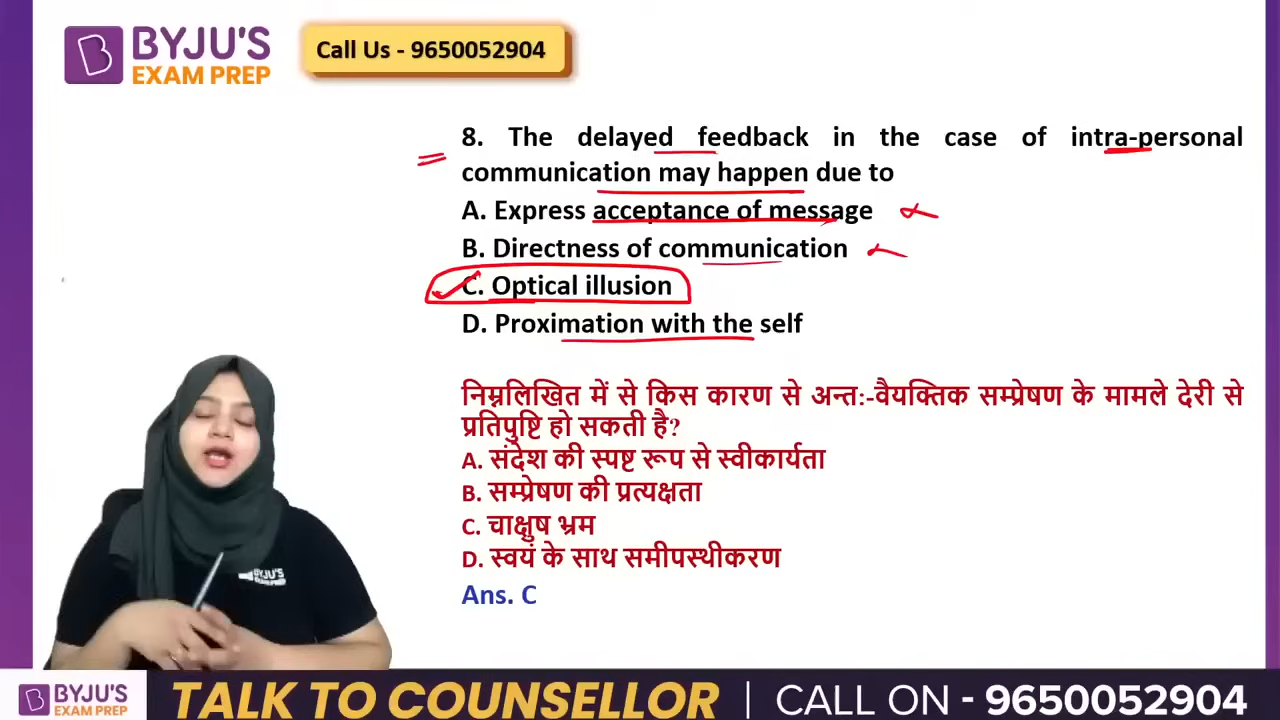 BYJU'S
EXAM PREP
Call Us - 9650052904
8. The delayed feedback in the case of intra-personal
communication may happen due to
A. Express acceptance of message
B. Directness of communication
C. Optical illusion
D. Proximation with the self
निम्नलिखित में से किस कारण से अन्त:-वैयक्तिक सम्प्रेषण के मामले देरी से
प्रतिपुष्टि हो सकती है?
A. संदेश की स्पष्ट रूप से स्वीकार्यता
B. सम्प्रेषण की प्रत्यक्षता
C. चाक्षुष भ्रम
D. स्वयं के साथ समीपस्थीकरण
Ans. C
BYJU'S
EXAM PREP
BYJU'S
EXAM PREP
TALK TO COUNSELLOR | CALL ON - 9650052904